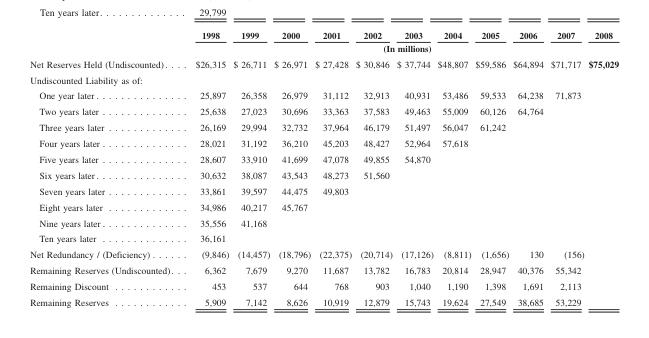 Ten years later. . . . . . . . . . . . . . 29,799
1998 1999 2000 2001 2002 2003 2004 2005 2006 2007 2008
(In millions)
Net Reserves Held (Undiscounted). . . . $26,315 $ 26,711 $ 26,971 $ 27,428 $ 30,846 $ 37,744 $48,807 $59,586 $64,894 $71,717 $75,029
Undiscounted Liability as of:
One year later . . . . . . . . . . . . . . 25,897 26,358 26,979 31,112 32,913 40,931 53,486 59,533 64,238 71,873
Two years later . . . . . . . . . . . . . . 25,638 27,023 30,696 33,363 37,583 49,463 55,009 60,126 64,764
Three years later . . . . . . . . . . . . . 26,169 29,994 32,732 37,964 46,179 51,497 56,047 61,242
Four years later . . . . . . . . . . . . . 28,021 31,192 36,210 45,203 48,427 52,964 57,618
Five years later . . . . . . . . . . . . . 28,607 33,910 41,699 47,078 49,855 54,870
Six years later . . . . . . . . . . . . . . 30,632 38,087 43,543 48,273 51,560
Seven years later . . . . . . . . . . . . 33,861 39,597 44,475 49,803
Eight years later . . . . . . . . . . . . 34,986 40,217 45,767
Nine years later . . . . . . . . . . . . . 35,556 41,168
Ten years later . . . . . . . . . . . . . 36,161
Net Redundancy / (Deficiency) . . . . . . (9,846) (14,457) (18,796) (22,375) (20,714) (17,126) (8,811) (1,656) 130 (156)
Remaining Reserves (Undiscounted). . . 6,362 7,679 9,270 11,687 13,782 16,783 20,814 28,947 40,376 55,342
Remaining Discount . . . . . . . . . . . . 453 537 644 768 903 1,040 1,190 1,398 1,691 2,113
Remaining Reserves . . . . . . . . . . . . 5,909 7,142 8,626 10,919 12,879 15,743 19,624 27,549 38,685 53,229